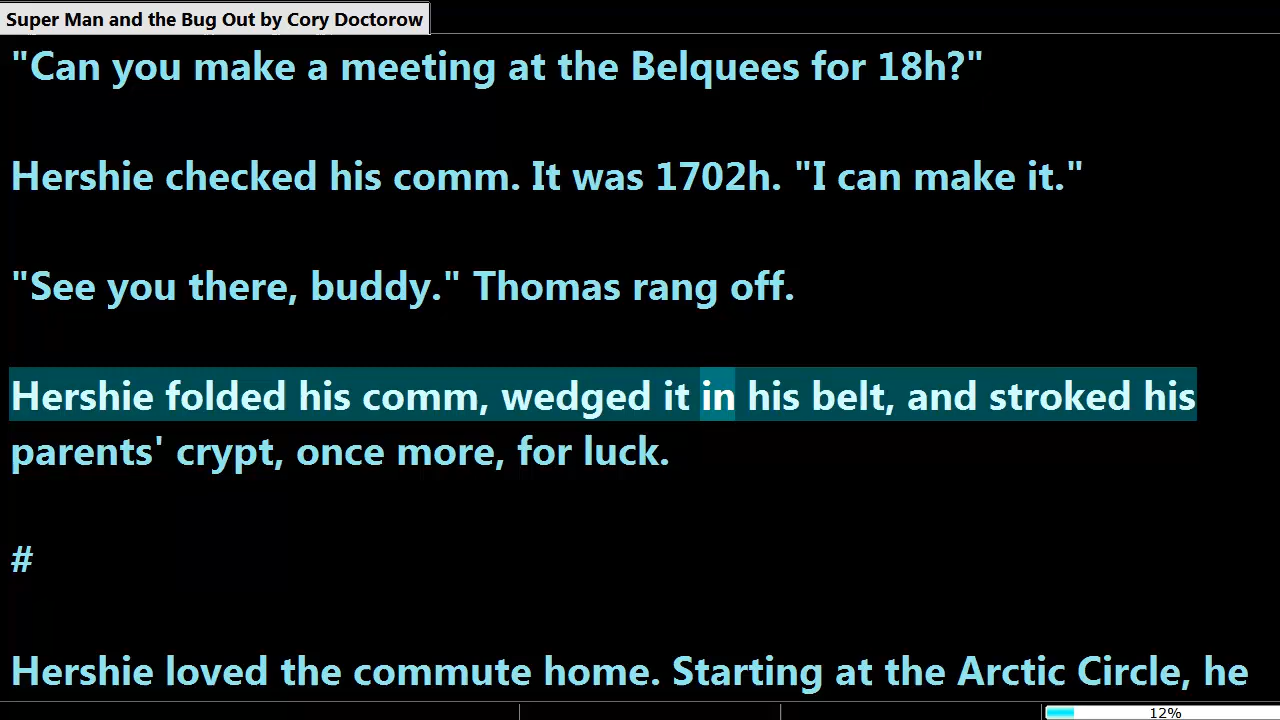 Super Man and the Bug Out by Cory Doctorow
"Can you make a meeting at the Belquees for 18h?"
Hershie checked his comm. It was 1702h. "I can make it."
"See you there, buddy." Thomas rang off.
Hershie folded his comm, wedged it in his belt, and stroked his
parents' crypt, once more, for luck.
#
Hershie loved the commute home. Starting at the Arctic Circle, he
12%